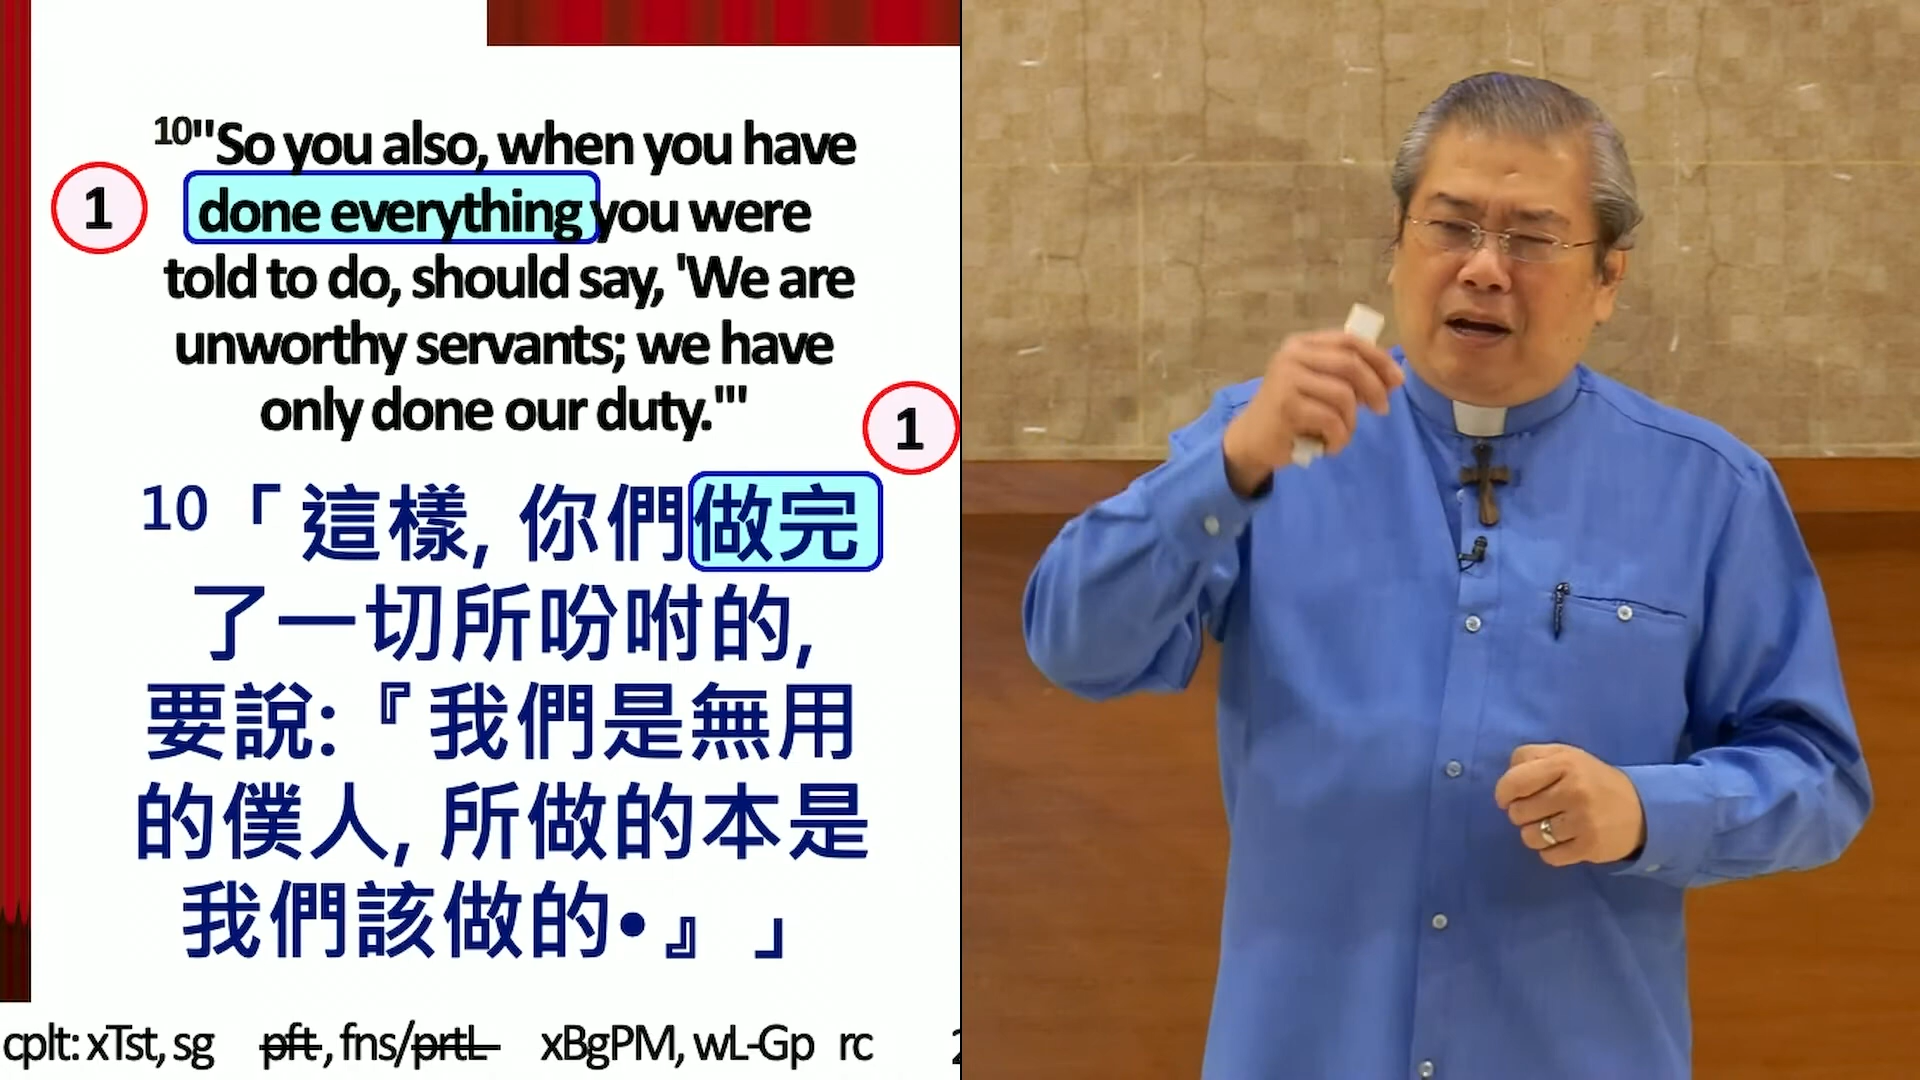 10"So you also, when you have
1
done everything you were
told to do, should say, 'We are
unworthy servants; we have
only done our duty.'"
1
10「這樣, 你們做完
了一切所吩咐的,
要說:『我們是無用
的僕人, 所做的本是
我們該做的•』」
cplt: xTst, sg pft, fns/prtL xBgPM, wL-Gp rc